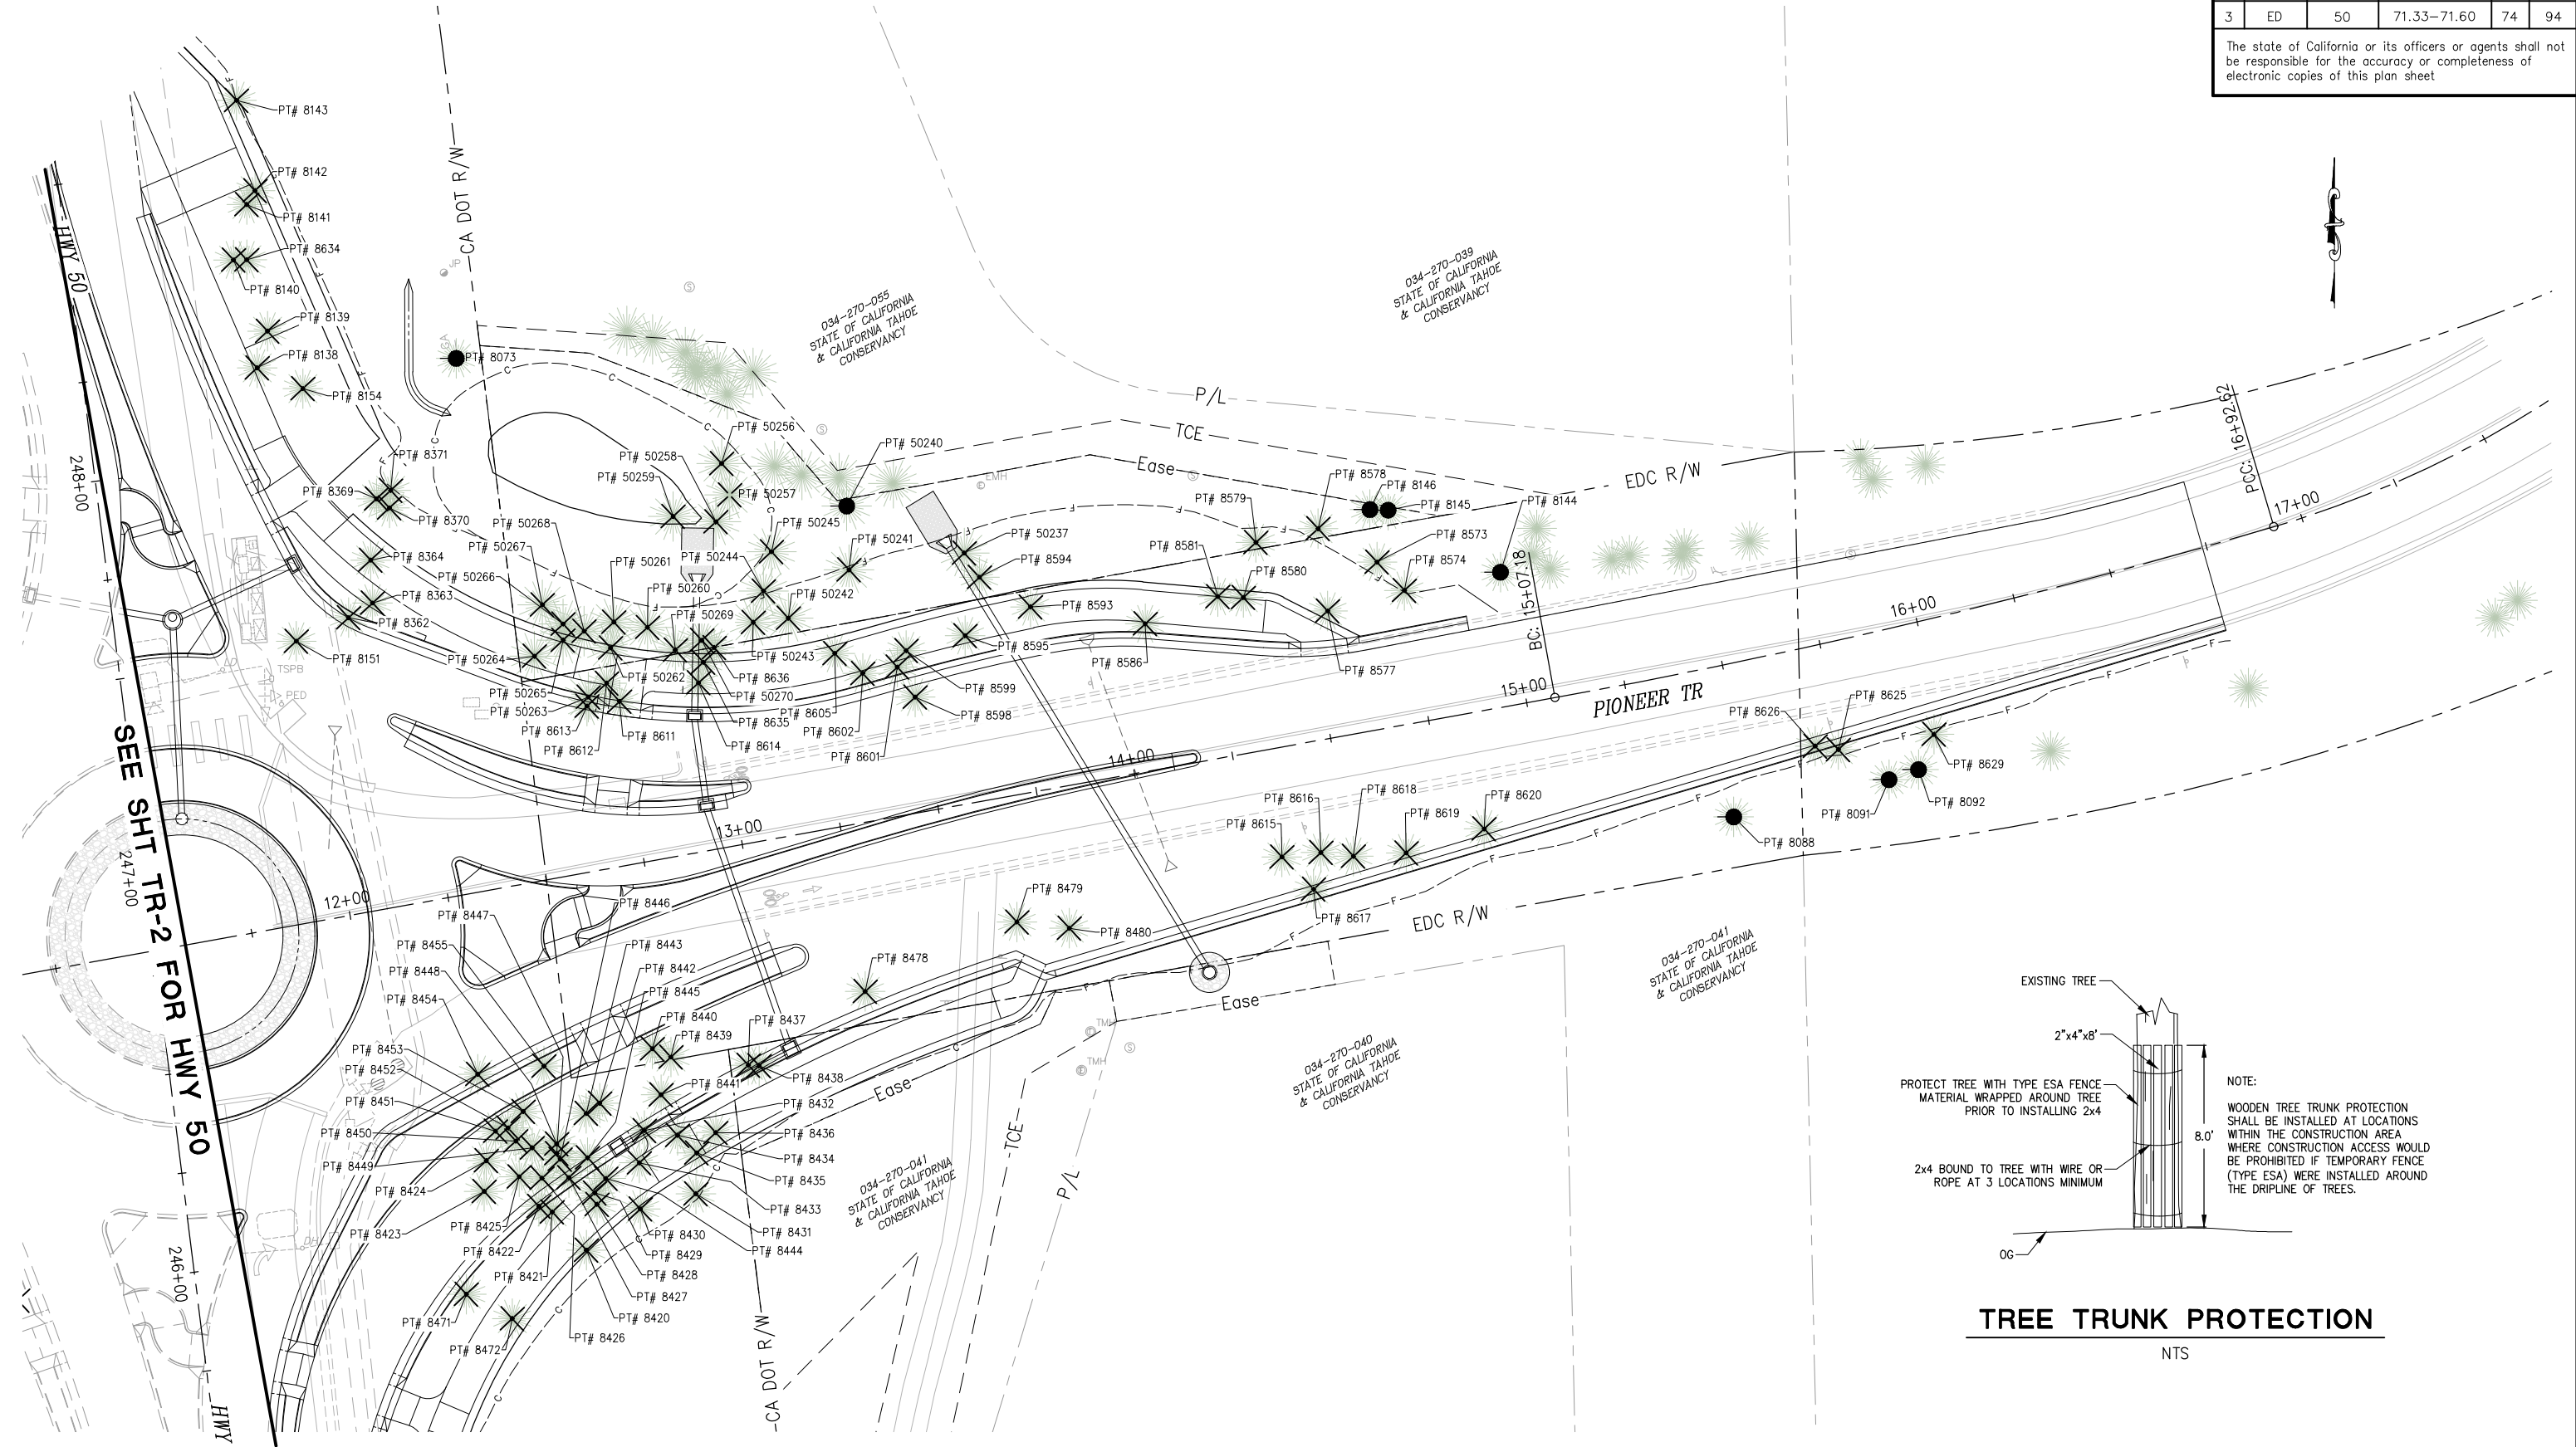 3 ED 50 71.33-71.60 74 94
The state of California or its officers or agents shall not
be responsible for the accuracy or completeness of
electronic copies of this plan sheet
PT# 8143
PT# 8142
PT# 8141
PT# 8634
PT# 8140
PT# 8139
PT# 8138
PT# 8154
HWY 50
CA DOT R/W
JP
GA
PT# 8073
S
034-270-055
STATE OF CALIFORNIA
& CALIFORNIA TAHOE
CONSERVANCY
034-270-039
STATE OF CALIFORNIA
& CALIFORNIA TAHOE
CONSERVANCY
P/L
TCE
Ease
EMH
S
S
EDC R/W
248+00
PT# 8371
PT# 8369
PT# 8370
PT# 8364
PT# 8363
PT# 8362
PT# 8151
TSPB
PED
PT# 50256
PT# 50258
PT# 50259
PT# 50257
PT# 50240
PT# 50245
PT# 50268
PT# 50267
PT# 50266
PT# 50261
PT# 50244
PT# 50241
PT# 50260
PT# 50242
PT# 50269
PT# 50237
PT# 8594
PT# 8593
PT# 50264
PT# 50243
PT# 8595
PT# 50262
PT# 8636
PT# 50265
PT# 50270
PT# 50263
PT# 8605
PT# 8635
PT# 8599
PT# 8598
PT# 8613
PT# 8611
PT# 8602
PT# 8612
PT# 8614
PT# 8601
PT# 8578
PT# 8146
PT# 8579
PT# 8145
PT# 8144
PT# 8581
PT# 8573
PT# 8574
PT# 8580
PT# 8586
PT# 8577
BC: 15+07.18
PCC: 16+92.62
17+00
16+00
15+00
14+00
13+00
12+00
S
PIONEER TR
PT# 8626
PT# 8625
PT# 8629
PT# 8091
PT# 8092
PT# 8088
PT# 8616
PT# 8618
PT# 8615
PT# 8619
PT# 8620
PT# 8617
PT# 8479
PT# 8480
PT# 8478
EDC R/W
Ease
SEE SHT TR-2 FOR HWY 50
247+00
246+00
HWY
PT# 8447
PT# 8446
PT# 8455
PT# 8443
PT# 8448
PT# 8442
PT# 8454
PT# 8445
PT# 8440
PT# 8437
PT# 8439
PT# 8453
PT# 8452
PT# 8438
PT# 8441
PT# 8451
PT# 8432
PT# 8450
PT# 8436
PT# 8449
PT# 8434
PT# 8424
PT# 8435
PT# 8433
PT# 8423
PT# 8425
PT# 8430
PT# 8431
PT# 8422
PT# 8429
PT# 8444
PT# 8421
PT# 8428
PT# 8427
PT# 8420
PT# 8426
PT# 8471
PT# 8472
Ease
TMH
TMH
S
TCE
P/L
CA DOT R/W
034-270-041
STATE OF CALIFORNIA
& CALIFORNIA TAHOE
CONSERVANCY
034-270-040
STATE OF CALIFORNIA
& CALIFORNIA TAHOE
CONSERVANCY
034-270-041
STATE OF CALIFORNIA
& CALIFORNIA TAHOE
CONSERVANCY
EXISTING TREE
2"x4"x8'
PROTECT TREE WITH TYPE ESA FENCE
MATERIAL WRAPPED AROUND TREE
PRIOR TO INSTALLING 2x4
2x4 BOUND TO TREE WITH WIRE OR
ROPE AT 3 LOCATIONS MINIMUM
OG
8.0'
NOTE:
WOODEN TREE TRUNK PROTECTION
SHALL BE INSTALLED AT LOCATIONS
WITHIN THE CONSTRUCTION AREA
WHERE CONSTRUCTION ACCESS WOULD
BE PROHIBITED IF TEMPORARY FENCE
(TYPE ESA) WERE INSTALLED AROUND
THE DRIPLINE OF TREES.
TREE TRUNK PROTECTION
NTS